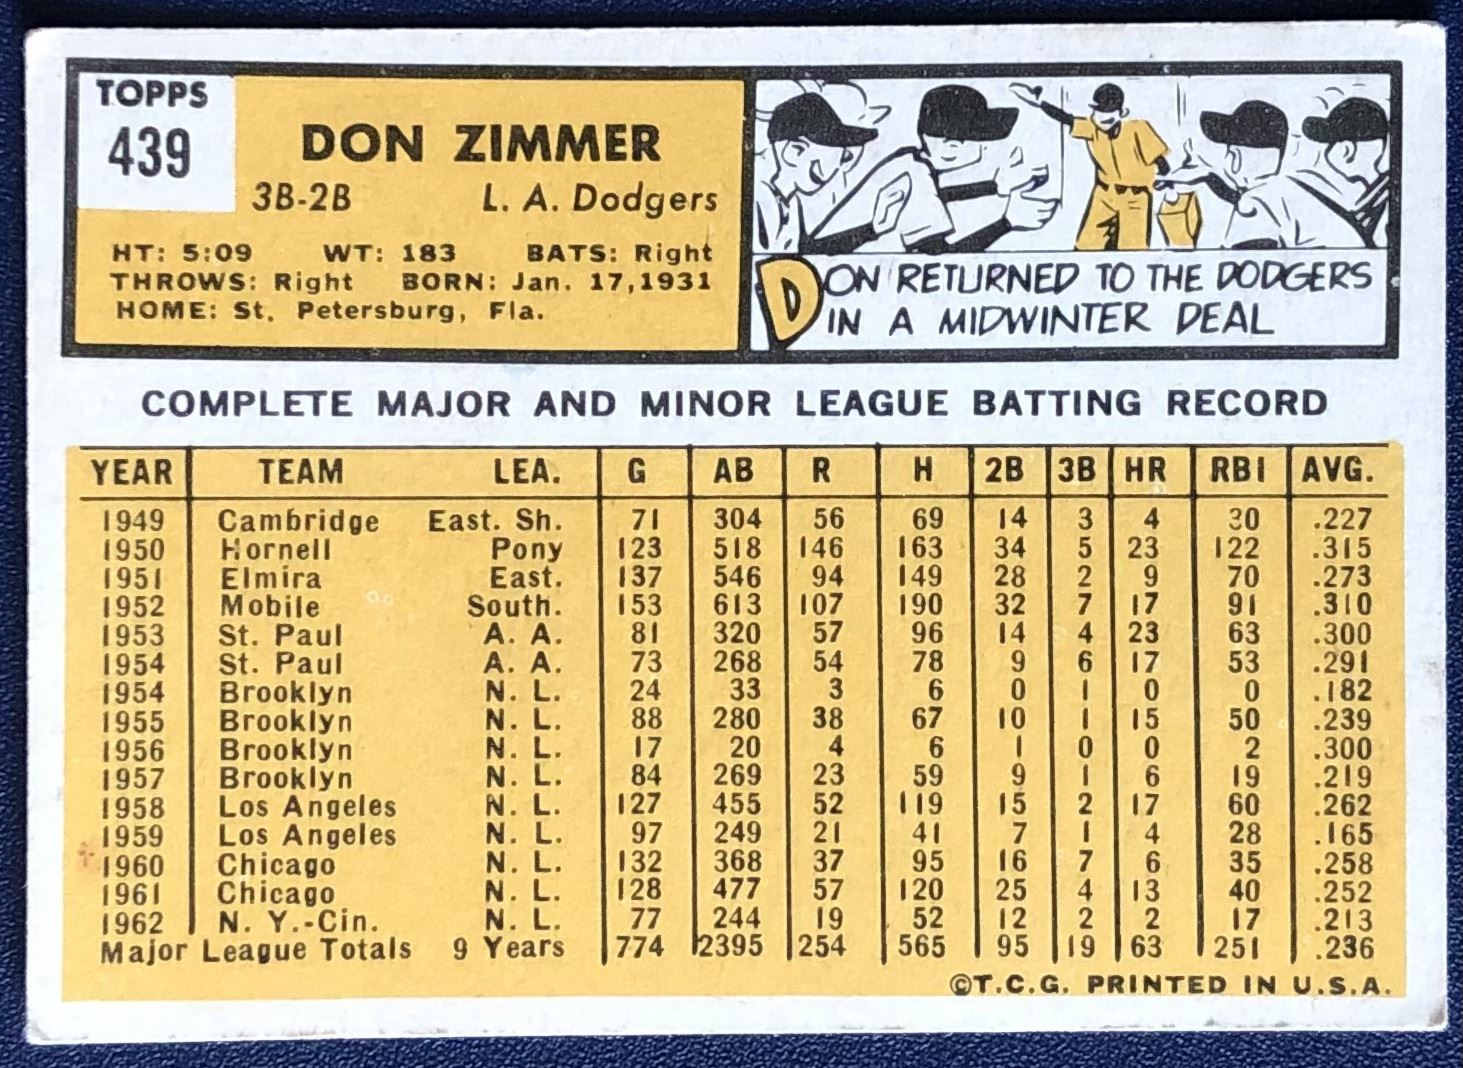 TOPPS
439
DON ZIMMER
3B-2B L. A. Dodgers
HT: 5:09 WT: 183 BATS: Right
THROWS: Right BORN: Jan. 17, 1931
HOME: St. Petersburg, Fla.
DON RETURNED TO THE DODGERS
IN A MIDWINTER DEAL
COMPLETE MAJOR AND MINOR LEAGUE BATTING RECORD
YEAR TEAM LEA. G AB R H 2B 3B HR RBI AVG.
1949 Cambridge East. Sh. 71 304 56 69 14 3 4 30 .227
1950 Hornell Pony 123 518 146 163 34 5 23 122 .315
1951 Elmira East. 137 546 94 149 28 2 9 70 .273
1952 Mobile South. 153 613 107 190 32 7 17 91 .310
1953 St. Paul A. A. 81 320 57 96 14 4 23 63 .300
1954 St. Paul A. A. 73 268 54 78 9 6 17 53 .291
1954 Brooklyn N. L. 24 33 3 6 0 1 0 0 .182
1955 Brooklyn N. L. 88 280 38 67 10 1 15 50 .239
1956 Brooklyn N. L. 17 20 4 6 1 0 0 2 .300
1957 Brooklyn N. L. 84 269 23 59 9 1 6 19 .219
1958 Los Angeles N. L. 127 455 52 119 15 2 17 60 .262
1959 Los Angeles N. L. 97 249 21 41 7 1 4 28 .165
1960 Chicago N. L. 132 368 37 95 16 7 6 35 .258
1961 Chicago N. L. 128 477 57 120 25 4 13 40 .252
1962 N. Y.-Cin. N. L. 77 244 19 52 12 2 2 17 .213
Major League Totals 9 Years 774 2395 254 565 95 19 63 251 .236
©T.C.G. PRINTED IN U.S.A.